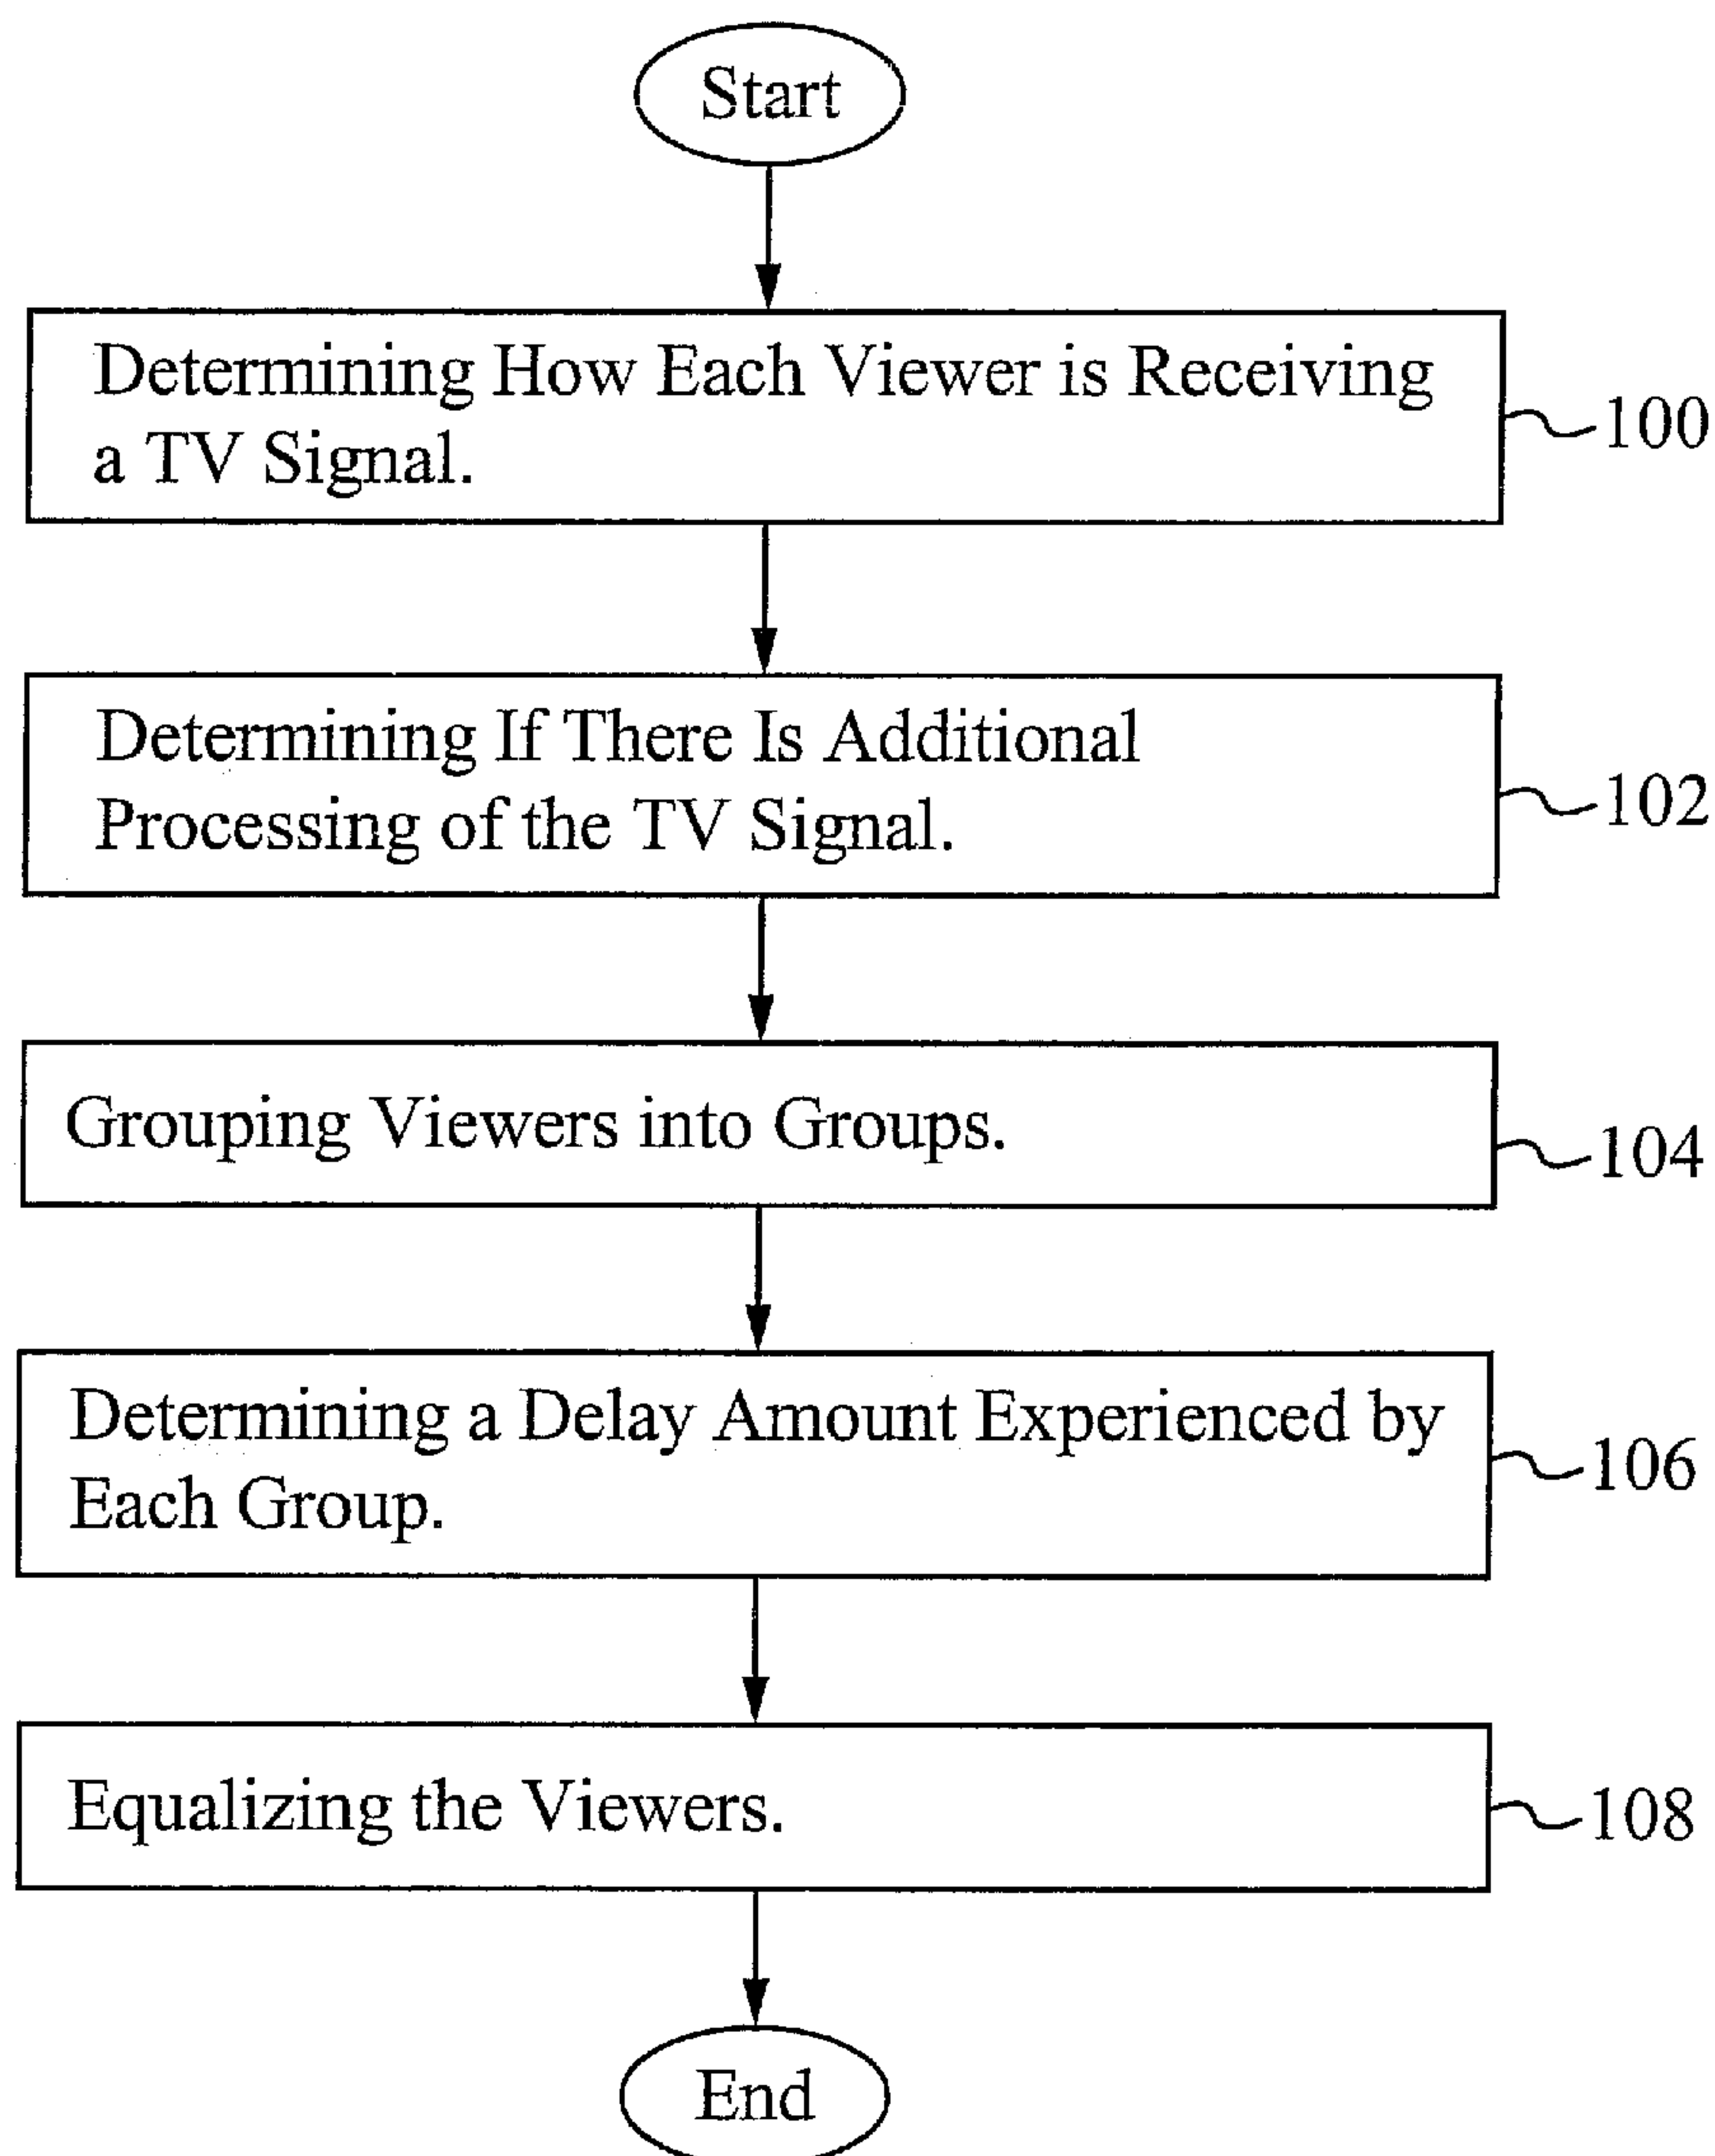 Start
Determining How Each Viewer is Receiving
a TV Signal.
100
Determining If There Is Additional
Processing of the TV Signal.
102
Grouping Viewers into Groups.
104
Determining a Delay Amount Experienced by
Each Group.
106
Equalizing the Viewers.
108
End